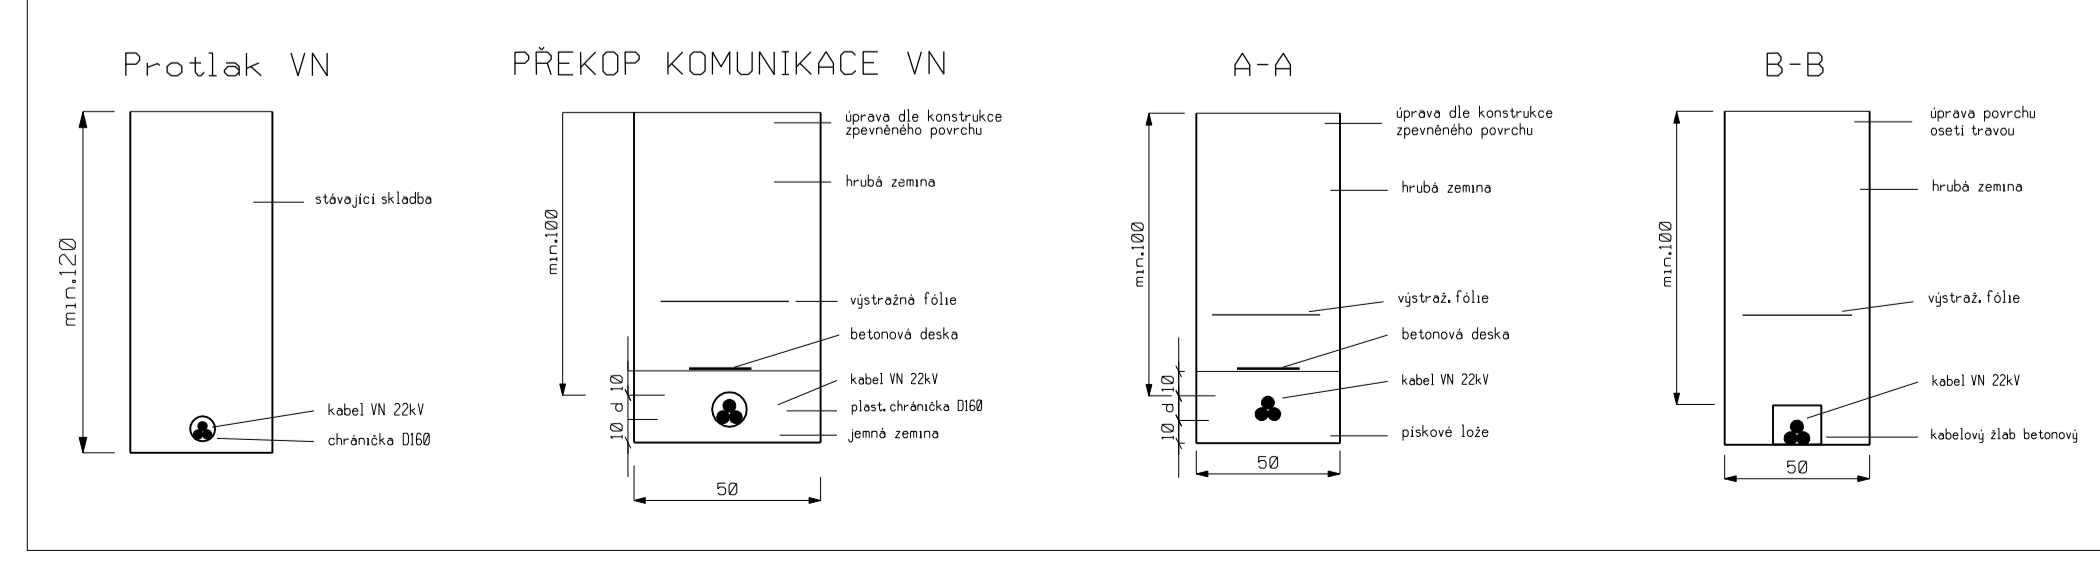 Protlak VN
min.120
stávající skladba
kabel VN 22kV
chránička D160
PŘEKOP KOMUNIKACE VN
min.100
úprava dle konstrukce
zpevněného povrchu
hrubá zemina
výstražná fólie
betonová deska
kabel VN 22kV
plast. chránička D160
jemná zemina
10
d
10
50
A-A
min.100
úprava dle konstrukce
zpevněného povrchu
hrubá zemina
výstraž. fólie
betonová deska
kabel VN 22kV
pískové lože
10
d
10
50
B-B
min.100
úprava povrchu
osetí travou
hrubá zemina
výstraž. fólie
kabel VN 22kV
kabelový žlab betonový
50